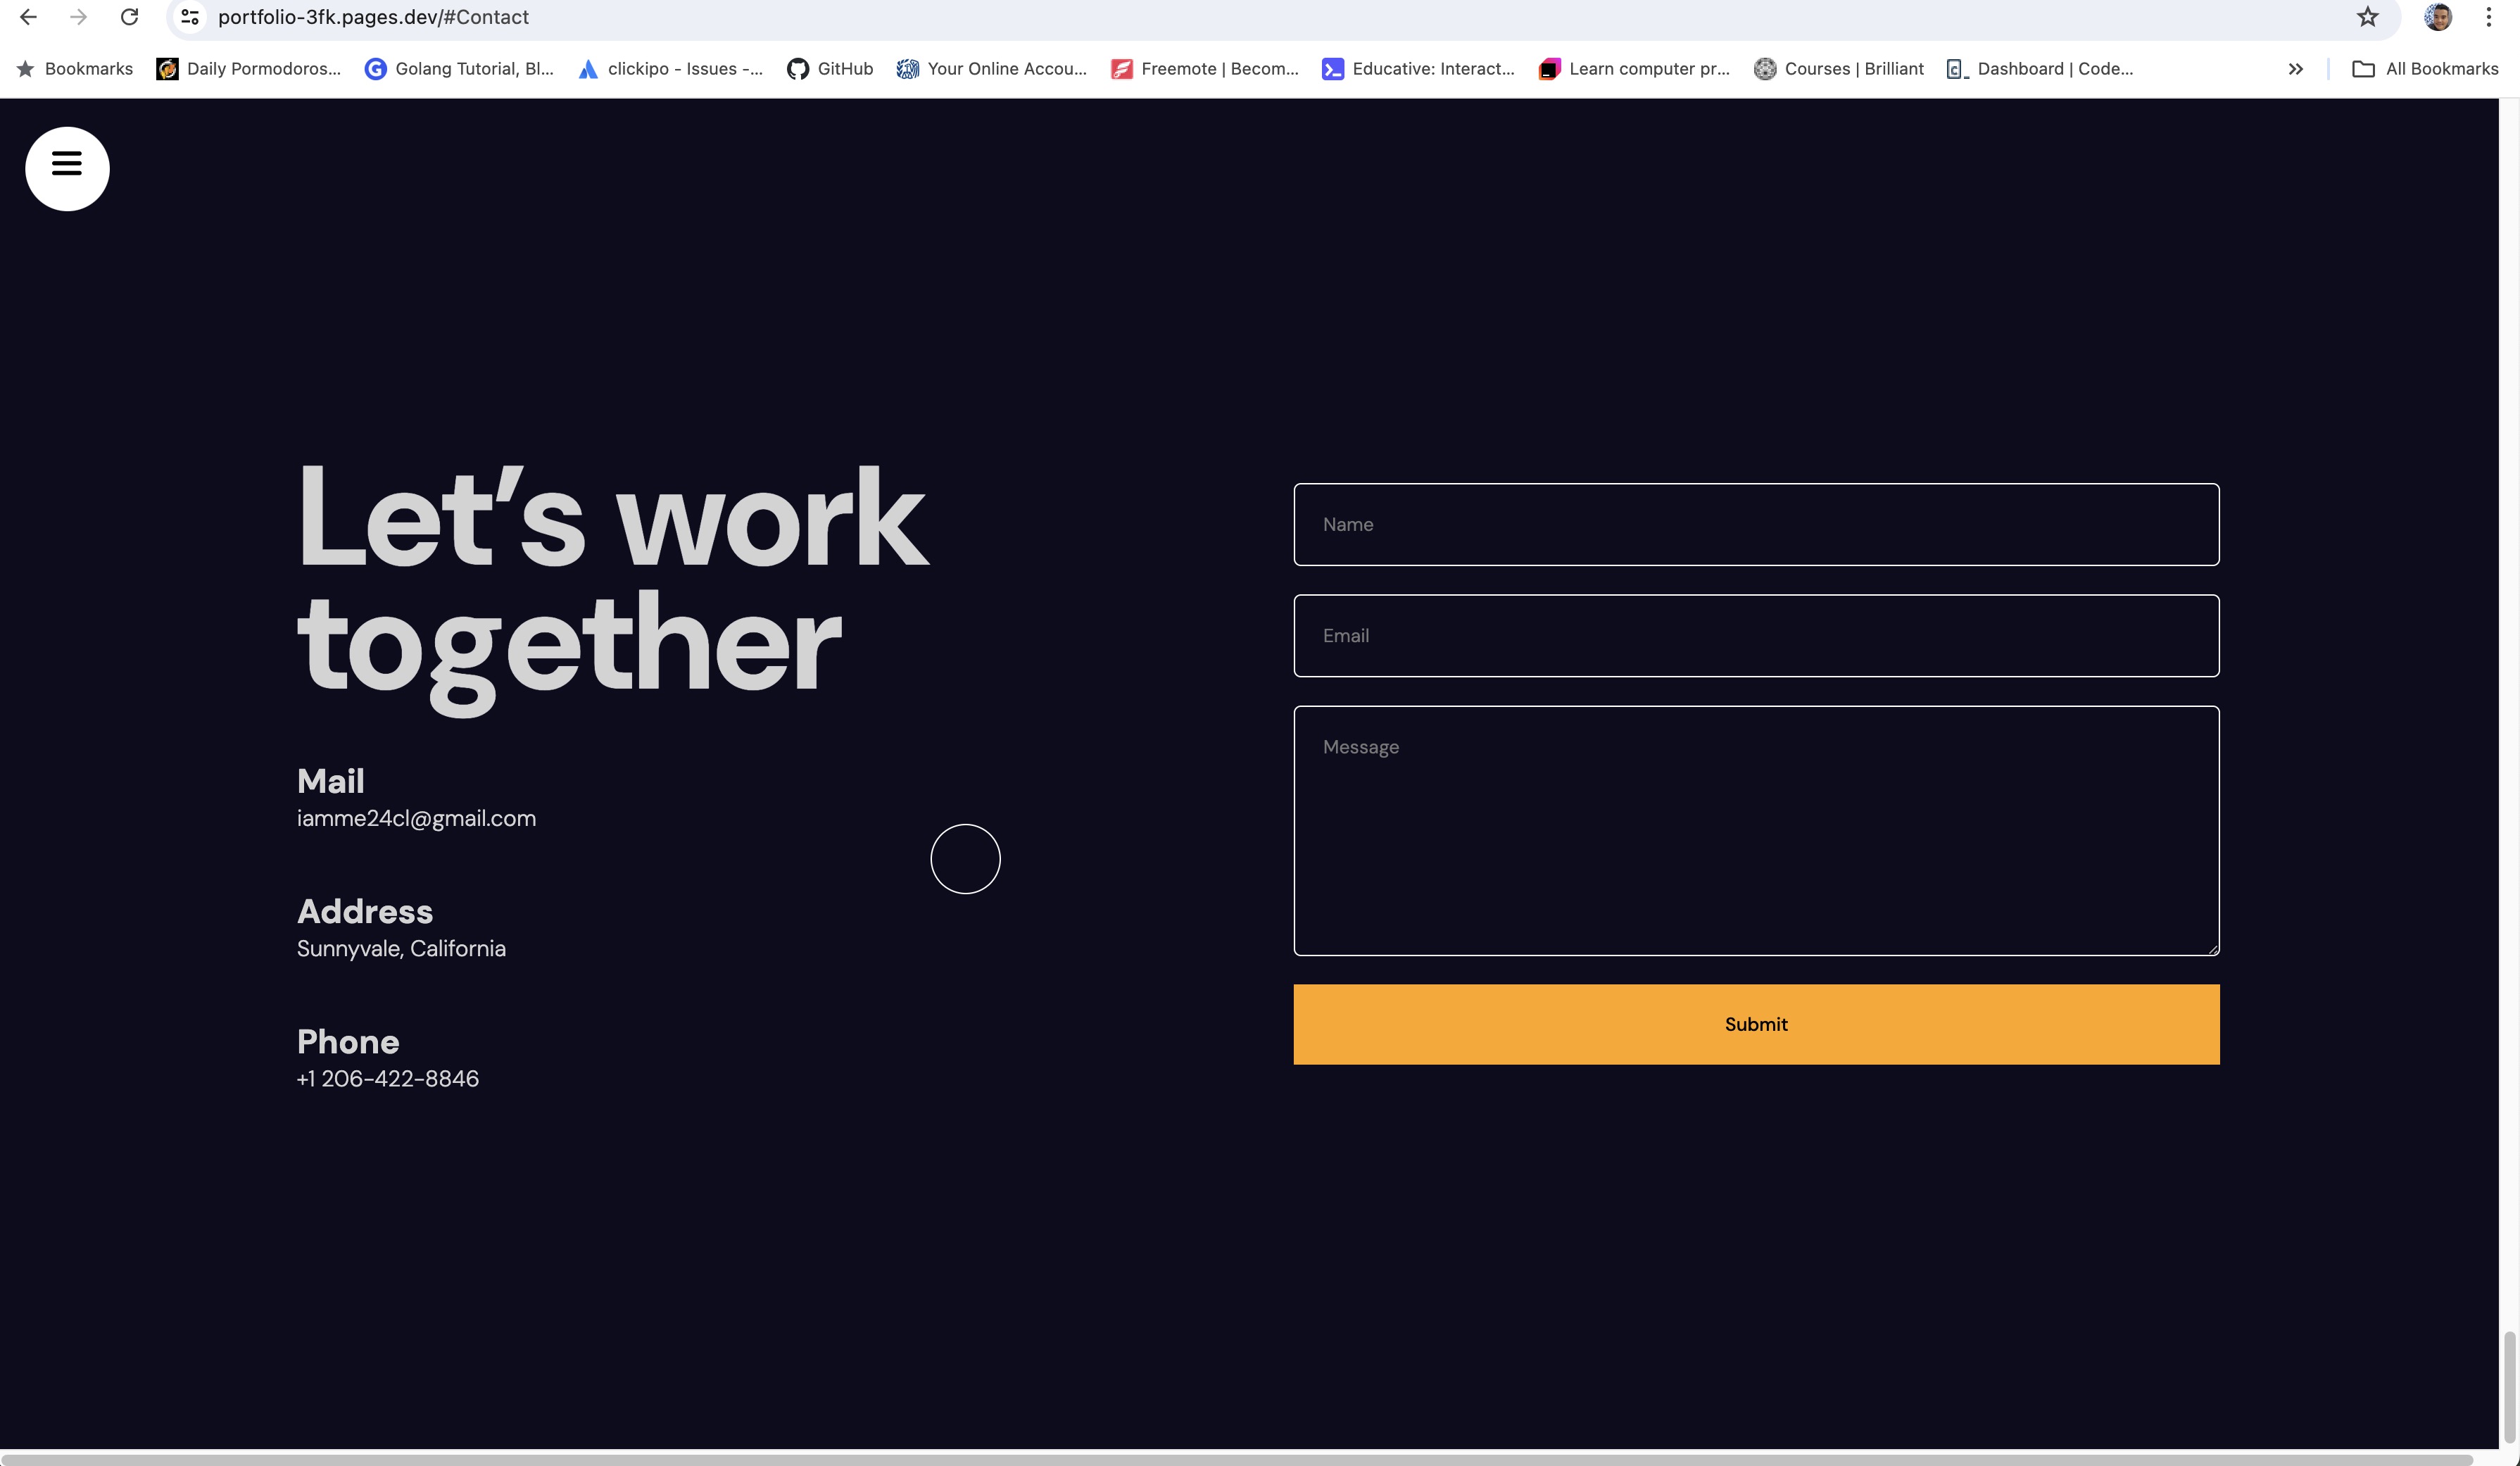 portfolio-3fk.pages.dev/#Contact
Bookmarks Daily Pormodoros... Golang Tutorial, Bl... clickipo - Issues -... GitHub Your Online Accou... Freemote | Becom... Educative: Interact... Learn computer pr... Courses | Brilliant Dashboard | Code... All Bookmarks
Let's work
together
Mail
iamme24cl@gmail.com
Address
Sunnyvale, California
Phone
+1 206-422-8846
Name
Email
Message
Submit